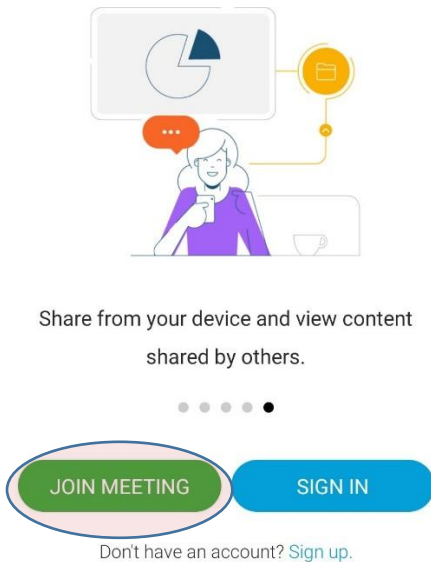 Share from your device and view content
shared by others.
JOIN MEETING
SIGN IN
Don't have an account? Sign up.